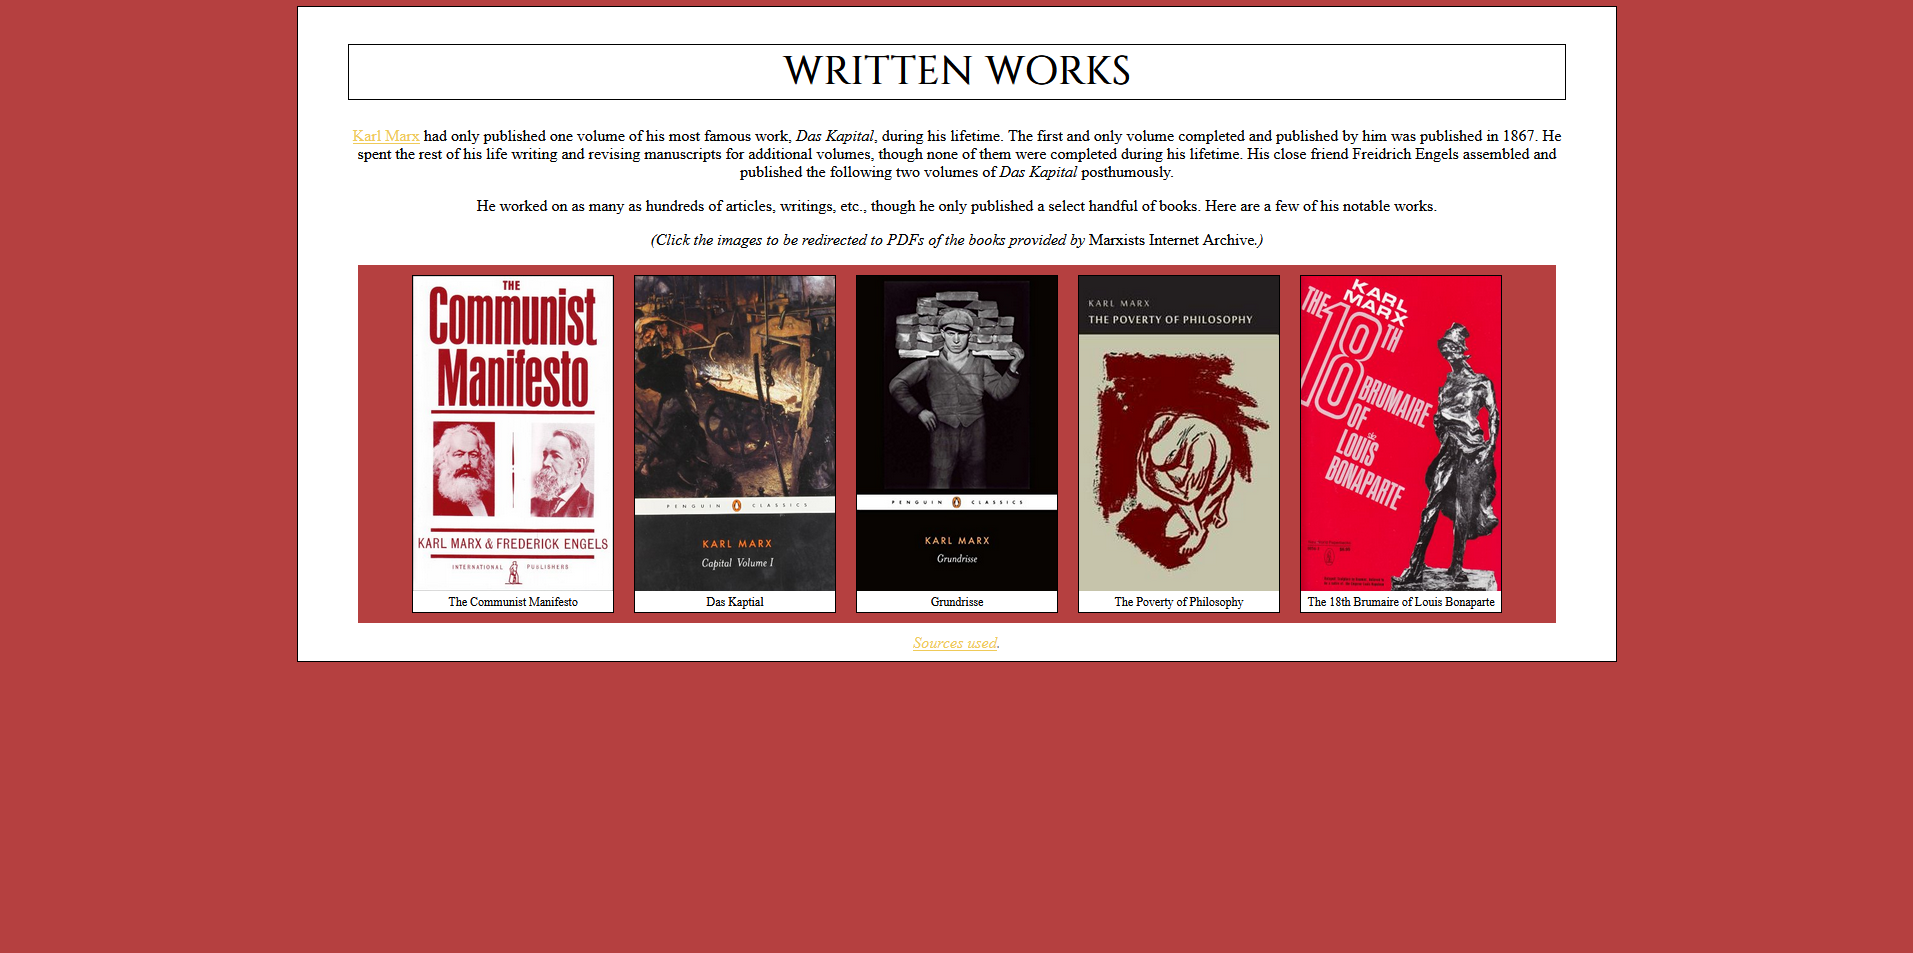 WRITTEN WORKS
Karl Marx had only published one volume of his most famous work, Das Kapital, during his lifetime. The first and only volume completed and published by him was published in 1867. He
spent the rest of his life writing and revising manuscripts for additional volumes, though none of them were completed during his lifetime. His close friend Freidrich Engels assembled and
published the following two volumes of Das Kapital posthumously.
He worked on as many as hundreds of articles, writings, etc., though he only published a select handful of books. Here are a few of his notable works.
(Click the images to be redirected to PDFs of the books provided by Marxists Internet Archive.)
THE
Communist
Manifesto
KARL MARX & FREDERICK ENGELS
INTERNATIONAL PUBLISHERS
The Communist Manifesto
PENGUIN CLASSICS
KARL MARX
Capital Volume I
Das Kaptial
PENGUIN CLASSICS
KARL MARX
Grundrisse
Grundrisse
KARL MARX
THE POVERTY OF PHILOSOPHY
The Poverty of Philosophy
KARL
MARX
THE
18TH
BRUMAIRE
OF
LOUIS
BONAPARTE
The 18th Brumaire of Louis Bonaparte
Sources used.